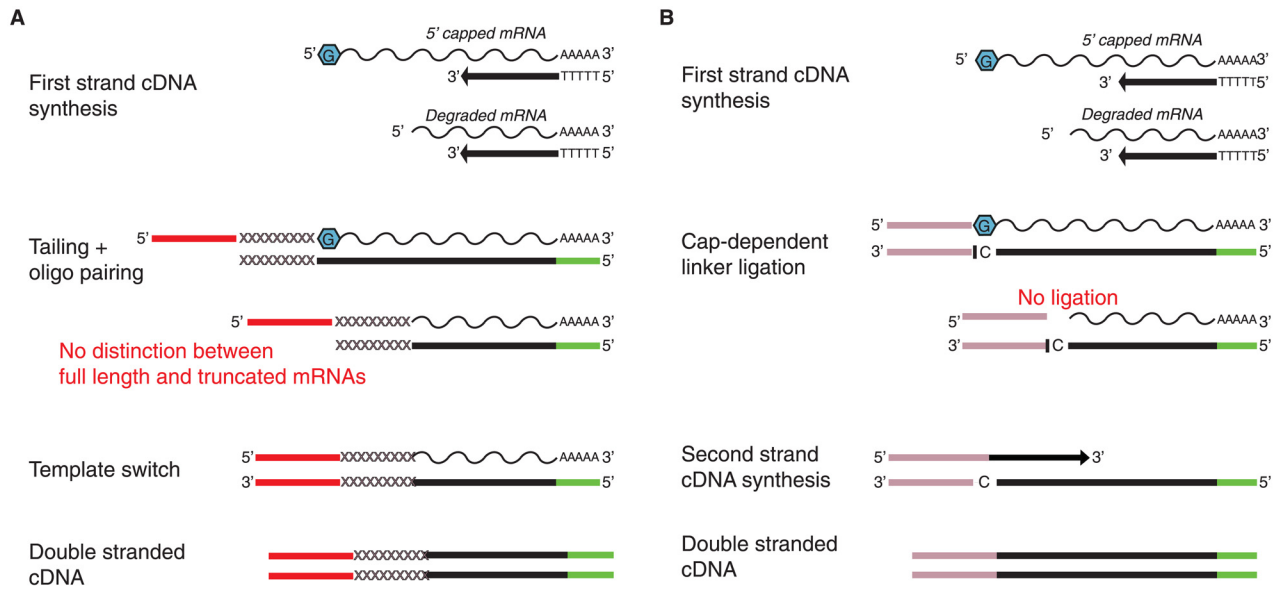 A
5’ capped mRNA
5’ G AAAAA 3’
First strand cDNA
synthesis
3’ TTTTT 5’
Degraded mRNA
5’ AAAAA 3’
3’ TTTTT 5’
Tailing +
oligo pairing
5’ XXXXXXXXX G AAAAA 3’
XXXXXXXXX 5’
5’ XXXXXXXXX AAAAA 3’
XXXXXXXXX 5’
No distinction between
full length and truncated mRNAs
Template switch
5’ XXXXXXXXX AAAAA 3’
3’ XXXXXXXXX 5’
Double stranded
cDNA
XXXXXXXXX
XXXXXXXXX
B
5’ capped mRNA
5’ G AAAAA3’
First strand cDNA
synthesis
3’ TTTTT5’
Degraded mRNA
5’ AAAAA3’
3’ TTTTT5’
Cap-dependent
linker ligation
5’ G AAAAA 3’
3’ C 5’
No ligation
5’ AAAAA 3’
3’ C 5’
Second strand
cDNA synthesis
5’ 3’
3’ C 5’
Double stranded
cDNA